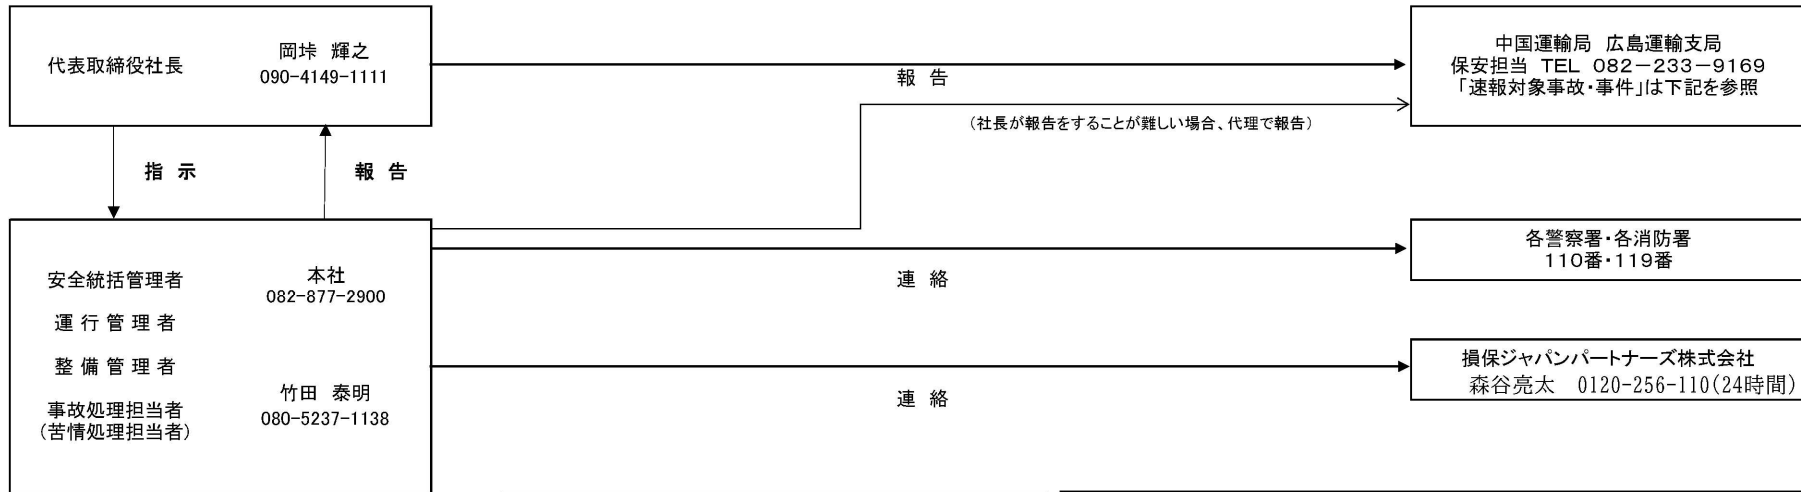 代表取締役社長
岡垰 輝之
090-4149-1111
報 告
中国運輸局 広島運輸支局
保安担当 TEL 082－233－9169
「速報対象事故・事件」は下記を参照
（社長が報告をすることが難しい場合、代理で報告）
指 示
報 告
安全統括管理者
運 行 管 理 者
整 備 管 理 者
事故処理担当者
（苦情処理担当者）
本社
082-877-2900
竹田 泰明
080-5237-1138
連 絡
各警察署・各消防署
110番・119番
連 絡
損保ジャパンパートナーズ株式会社
森谷亮太 0120-256-110(24時間)